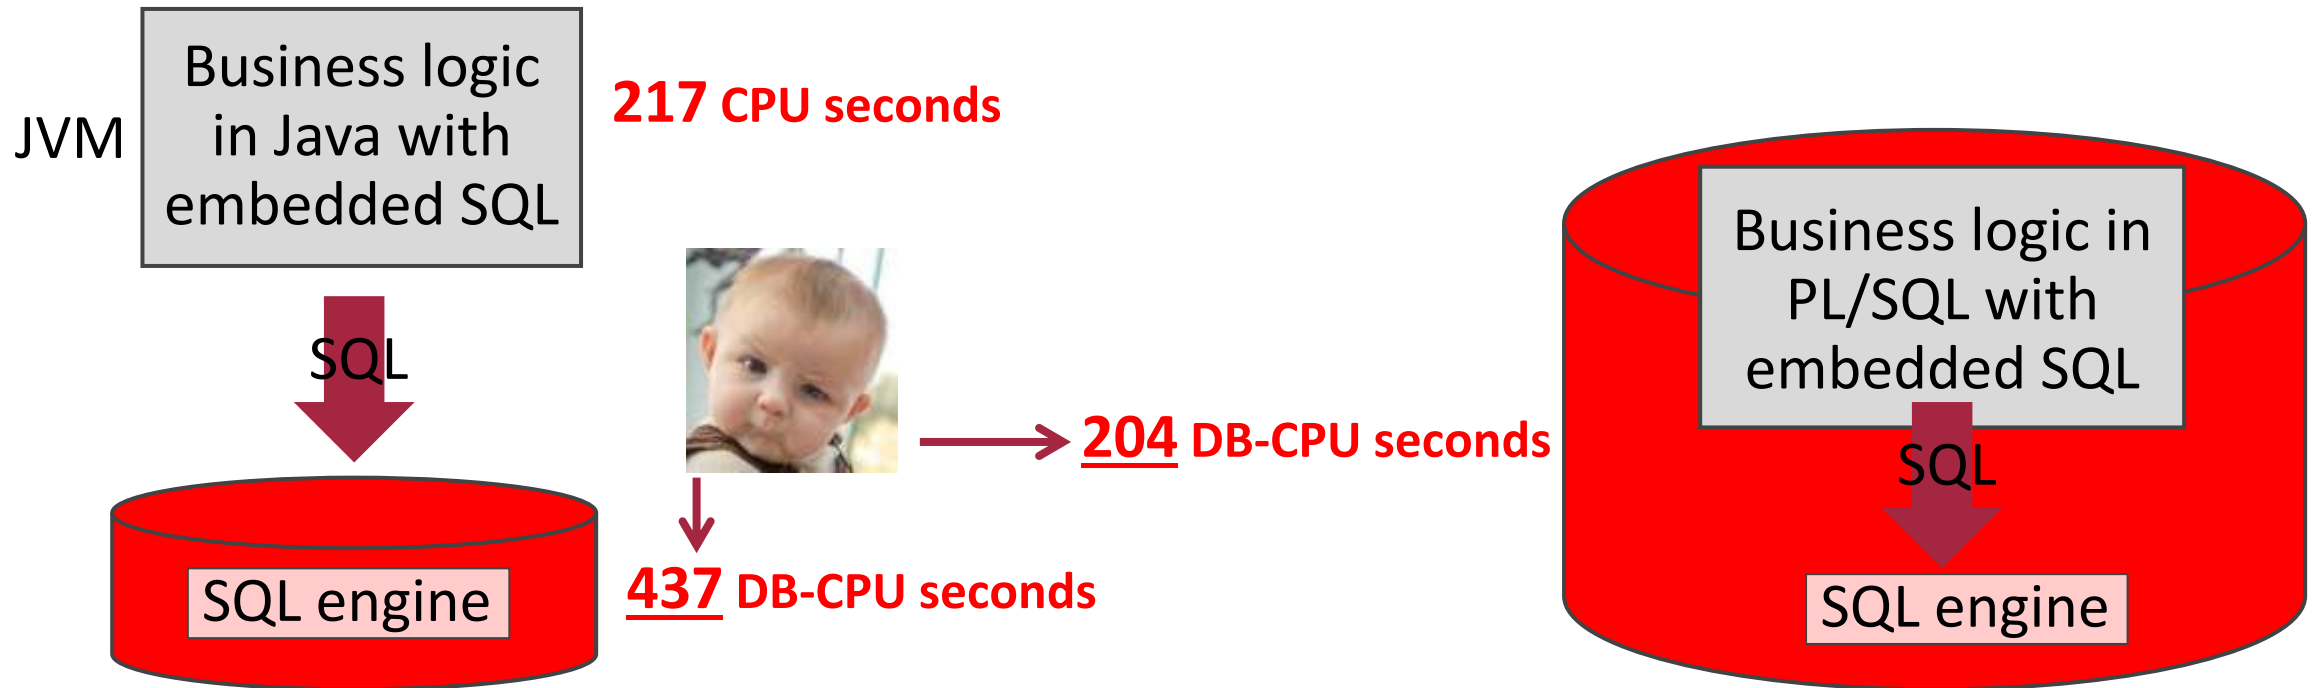 JVM
Business logic
in Java with
embedded SQL
217 CPU seconds
SQL
SQL engine
437 DB-CPU seconds
204 DB-CPU seconds
Business logic in
PL/SQL with
embedded SQL
SQL
SQL engine